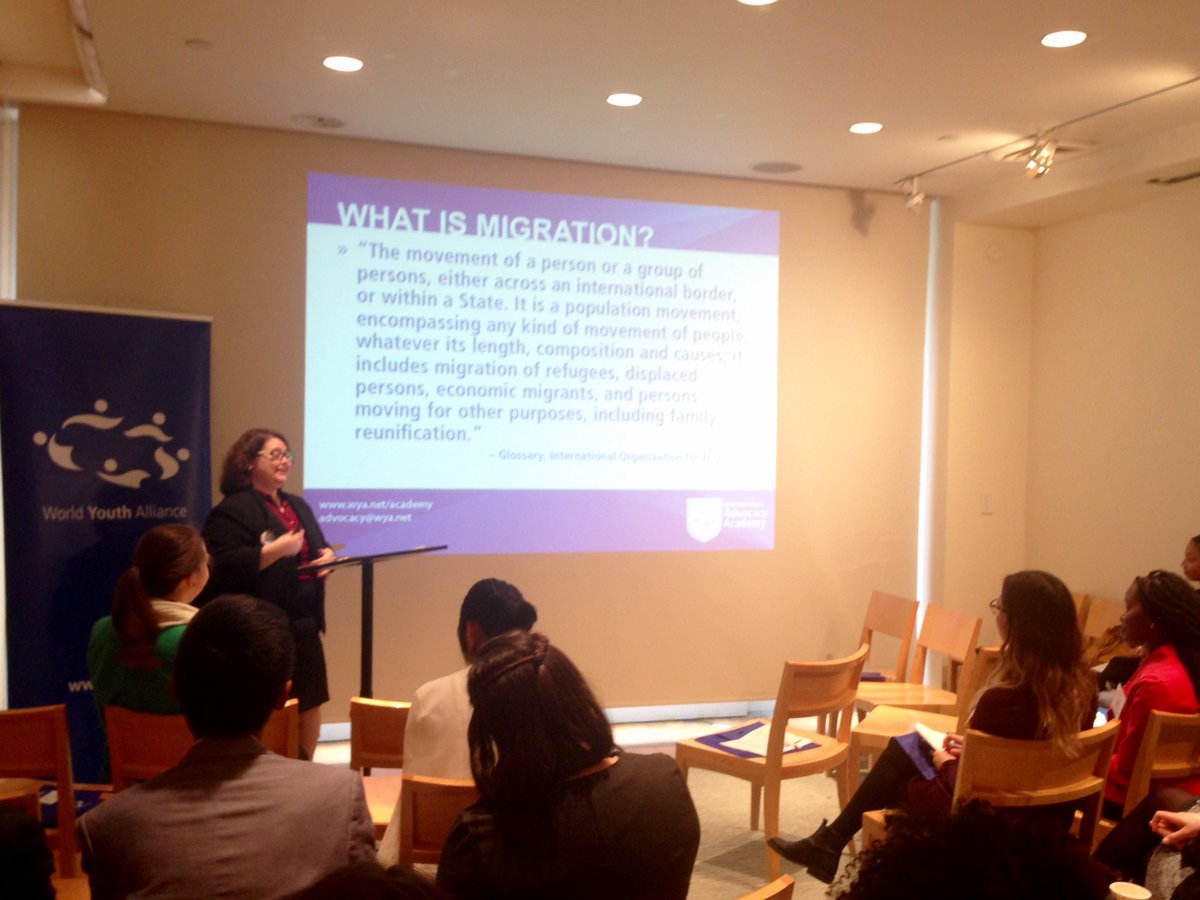 WHAT IS MIGRATION?
» “The movement of a person or a group of
persons, either across an international border,
or within a State. It is a population movement,
encompassing any kind of movement of people,
whatever its length, composition and causes, it
includes migration of refugees, displaced
persons, economic migrants, and persons
moving for other purposes, including family
reunification.”
– Glossary, International Organization for
www.wya.net/academy
advocacy@wya.net
Advocacy
Academy
World Youth Alliance